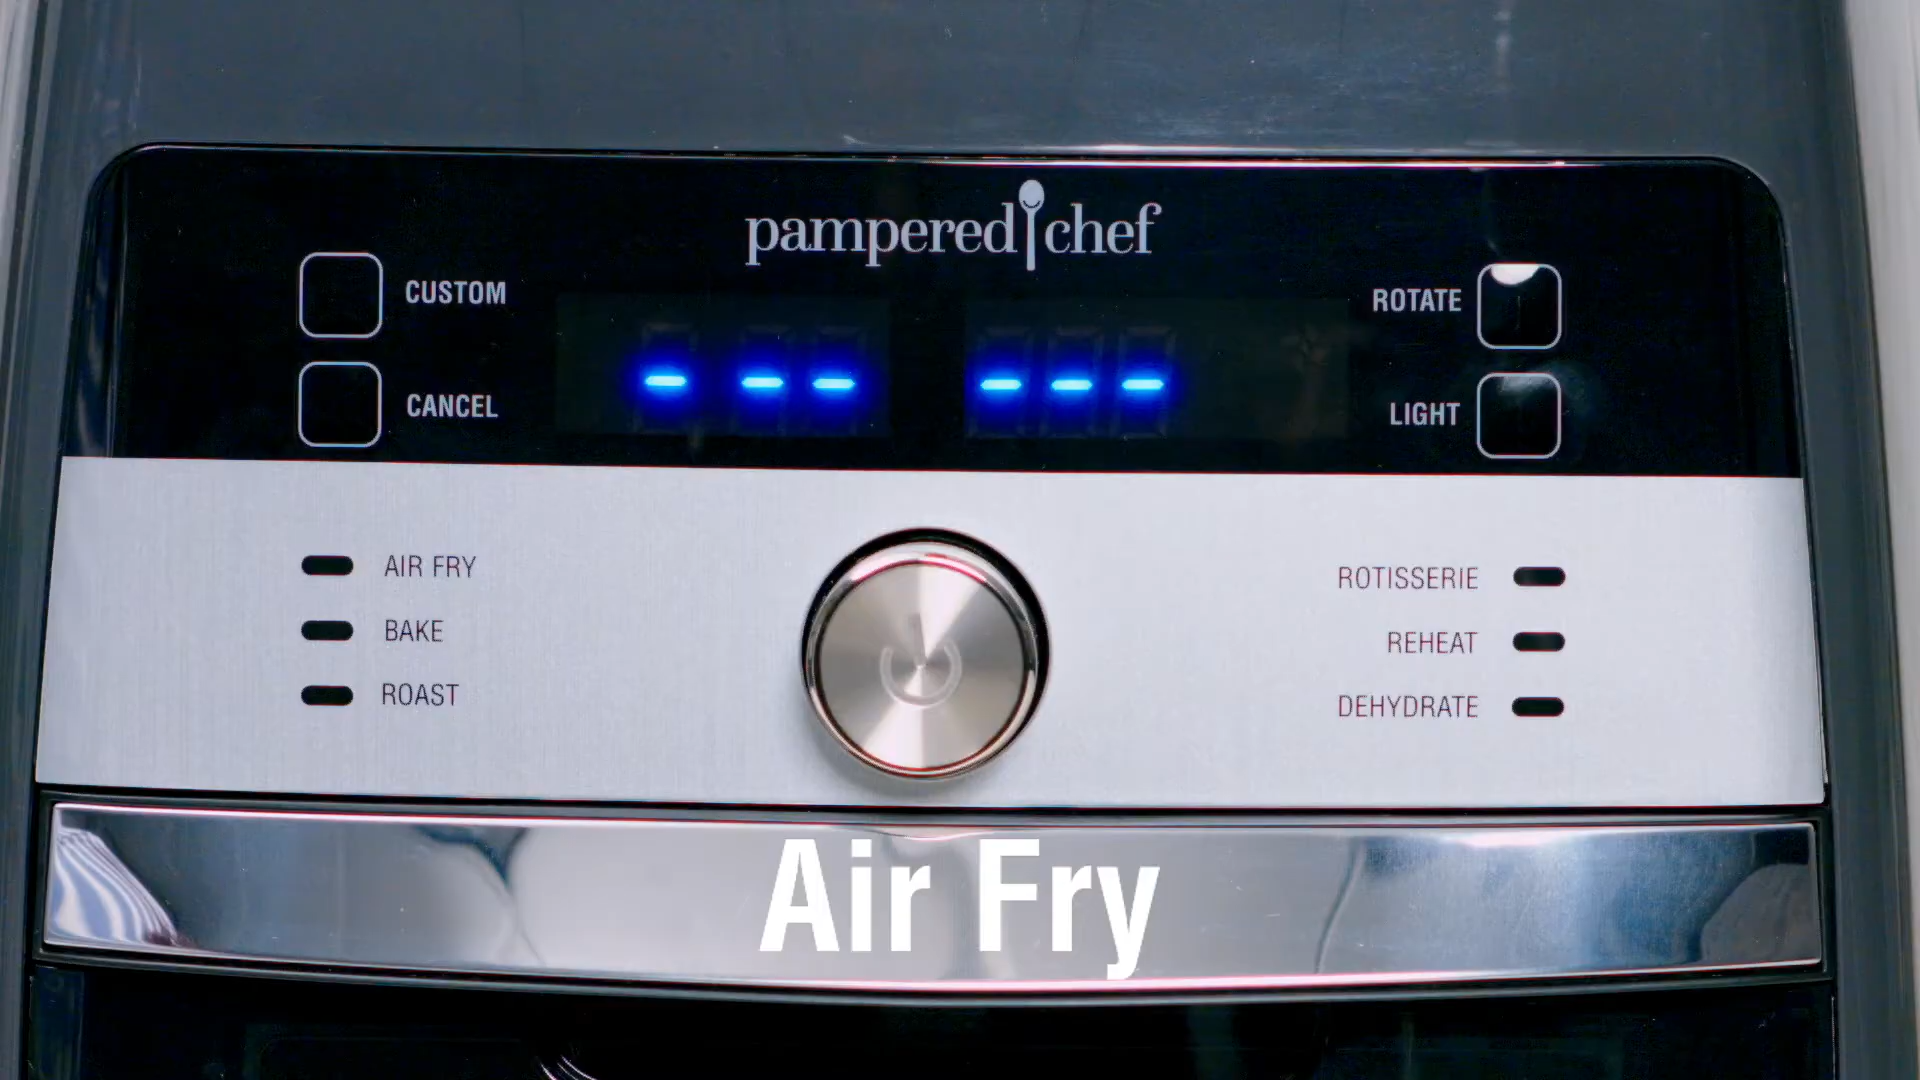 pampered chef
CUSTOM
CANCEL
- -- ---
ROTATE
LIGHT
AIR FRY
BAKE
ROAST
ROTISSERIE
REHEAT
DEHYDRATE
Air Fry